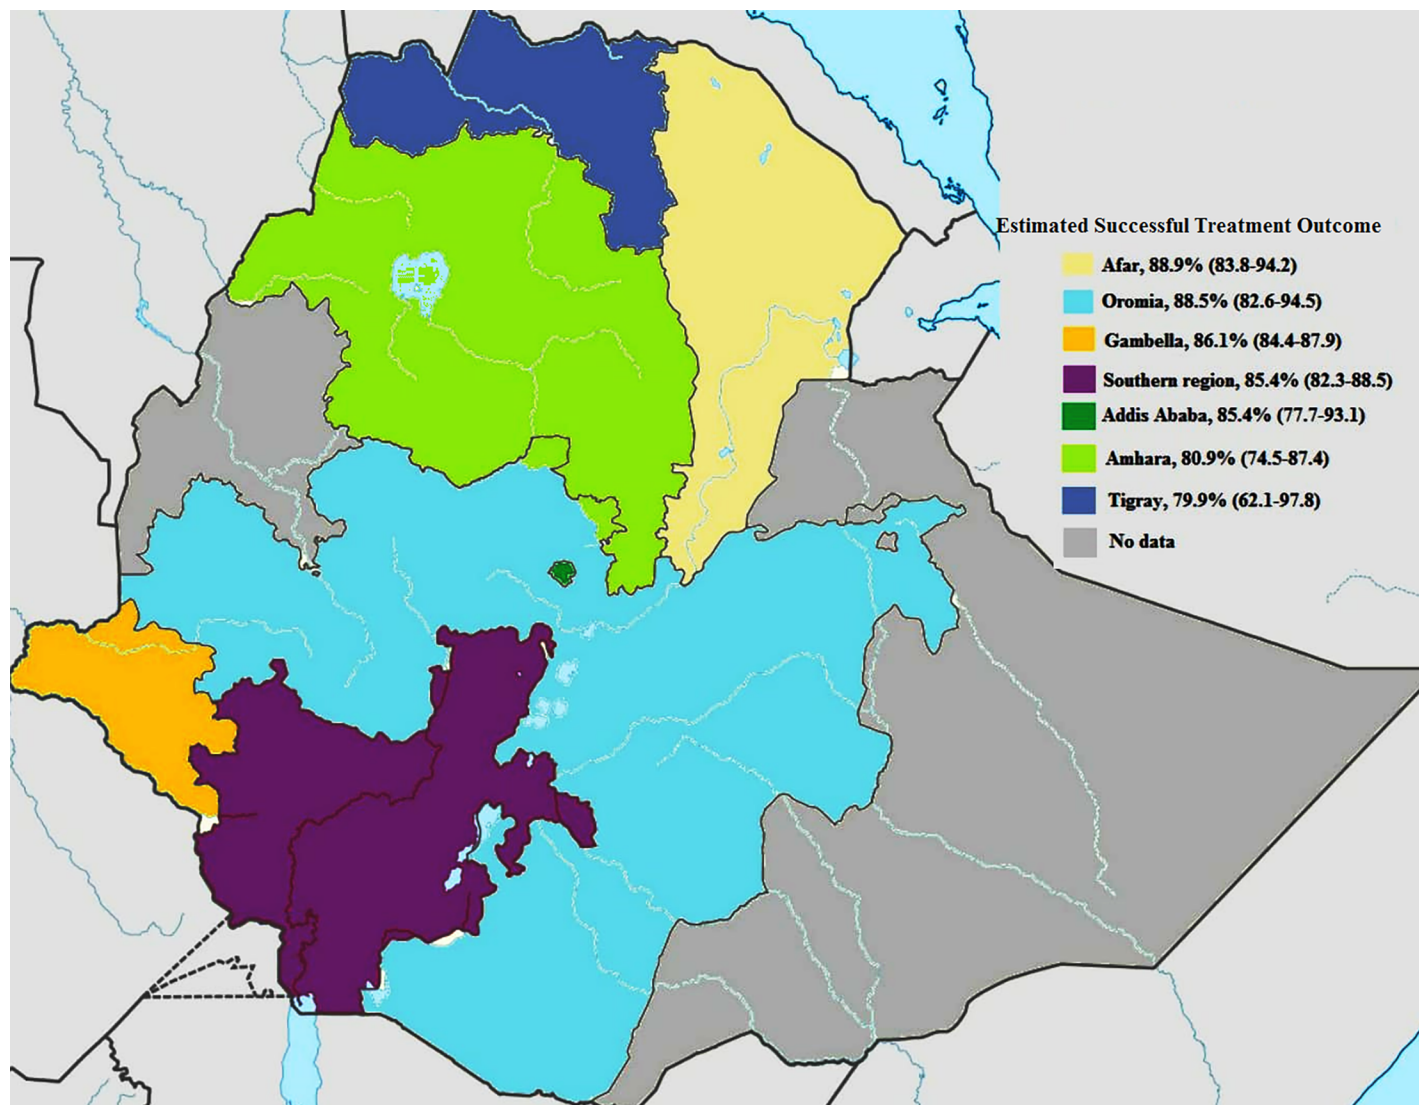 Estimated Successful Treatment Outcome
Afar, 88.9% (83.8-94.2)
Oromia, 88.5% (82.6-94.5)
Gambella, 86.1% (84.4-87.9)
Southern region, 85.4% (82.3-88.5)
Addis Ababa, 85.4% (77.7-93.1)
Amhara, 80.9% (74.5-87.4)
Tigray, 79.9% (62.1-97.8)
No data